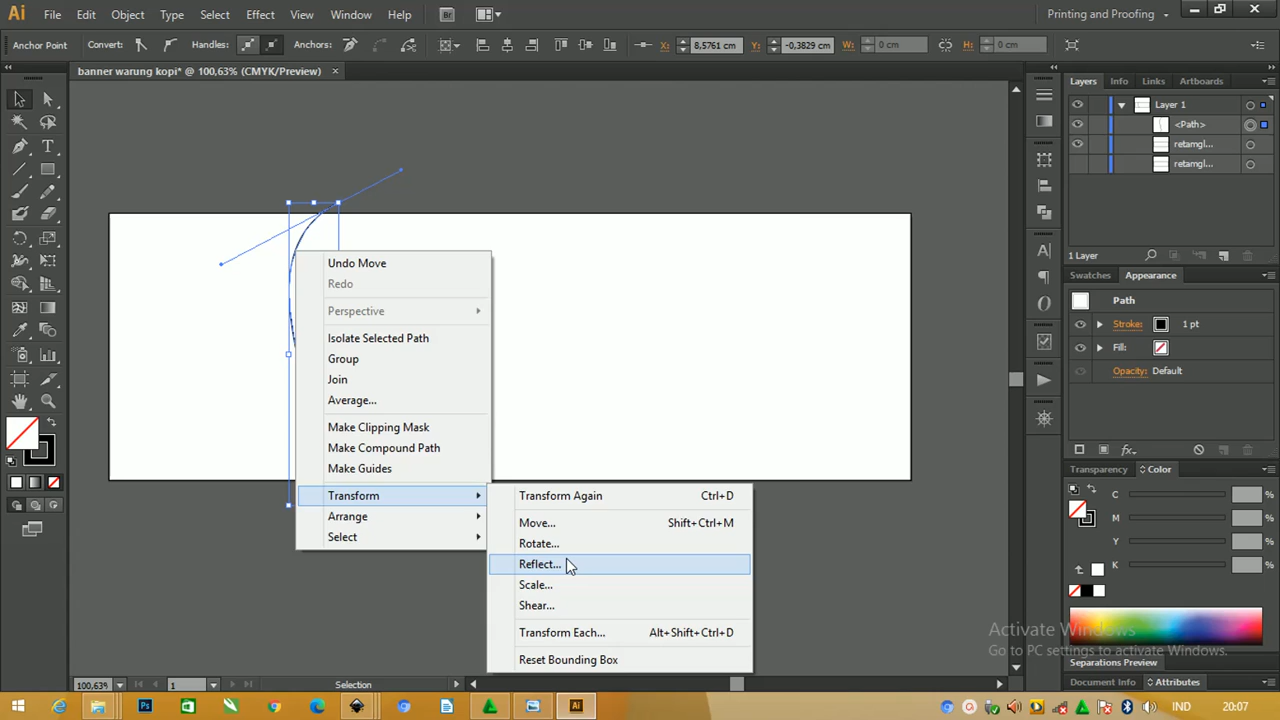 Ai File Edit Object Type Select Effect View Window Help Br Printing and Proofing
Anchor Point Convert: Handles: Anchors: X: 8,5761 cm Y: -0,3829 cm W: 0 cm H: 0 cm
banner warung kopi* @ 100,63% (CMYK/Preview)
Layers Info Links Artboards
Layer 1
<Path>
retamgl...
retamgl...
1 Layer
Swatches Appearance
Path
Stroke: 1 pt
Fill:
Opacity: Default
fx
Transparency Color
C %
M %
Y %
K %
Separations Preview
Document Info Attributes
Undo Move
Redo
Perspective
Isolate Selected Path
Group
Join
Average...
Make Clipping Mask
Make Compound Path
Make Guides
Transform
Arrange
Select
Transform Again Ctrl+D
Move... Shift+Ctrl+M
Rotate...
Reflect...
Scale...
Shear...
Transform Each... Alt+Shift+Ctrl+D
Reset Bounding Box
Activate Windows
Go to PC settings to activate Windows.
100,63% 1 Selection
Ps Ai IND 20:07